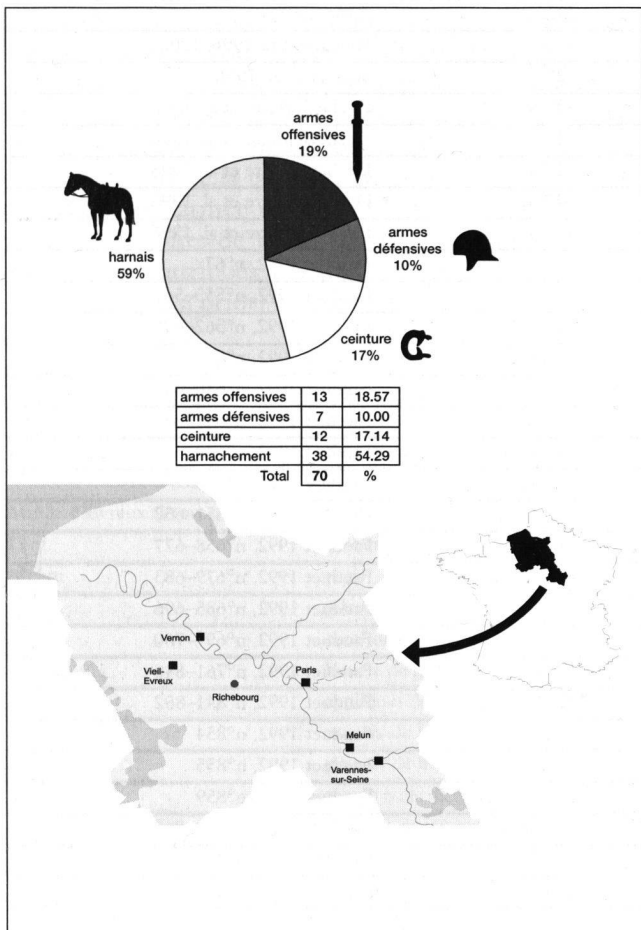 armes
offensives
19%
harnais
59%
armes
défensives
10%
ceinture
17%
armes offensives 13 18.57
armes défensives 7 10.00
ceinture 12 17.14
harnachement 38 54.29
Total 70 %
Vernon
Vieil-
Evreux
Richebourg
Paris
Melun
Varennes-
sur-Seine